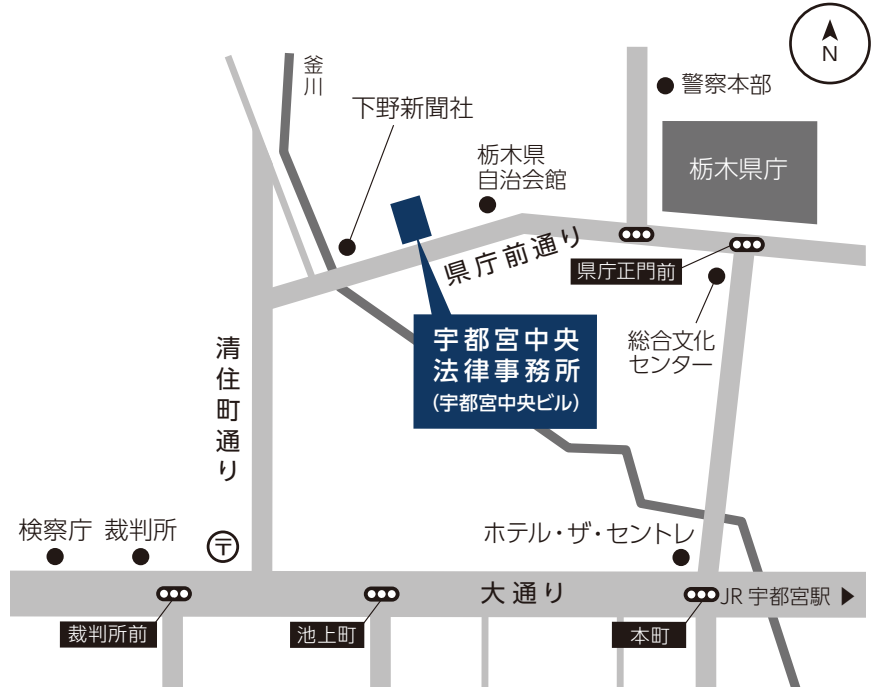 N
釜川
警察本部
下野新聞社
栃木県
自治会館
栃木県庁
県庁前通り
県庁正門前
総合文化
センター
宇都宮中央
法律事務所
(宇都宮中央ビル)
清住町通り
検察庁
裁判所
〒
ホテル・ザ・セントレ
大通り
JR 宇都宮駅 ▶
裁判所前
池上町
本町